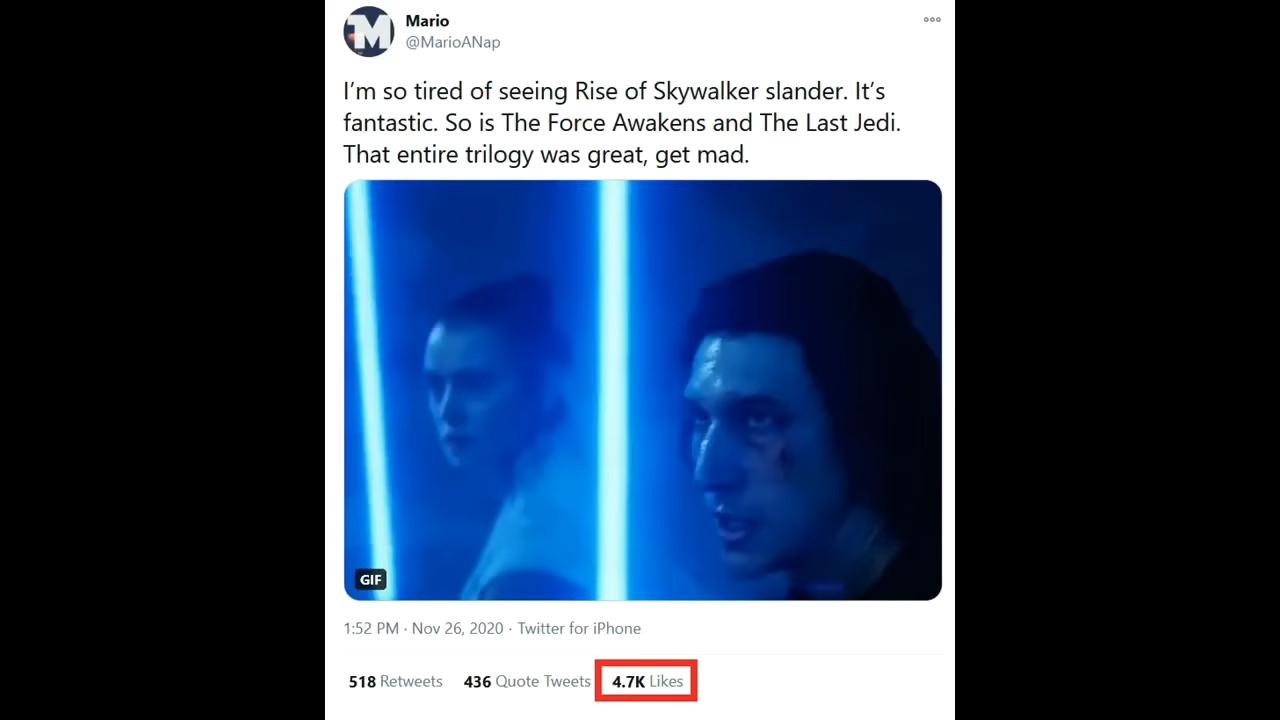 M
Mario
@MarioANap
I’m so tired of seeing Rise of Skywalker slander. It’s
fantastic. So is The Force Awakens and The Last Jedi.
That entire trilogy was great, get mad.
GIF
1:52 PM · Nov 26, 2020 · Twitter for iPhone
518 Retweets 436 Quote Tweets 4.7K Likes